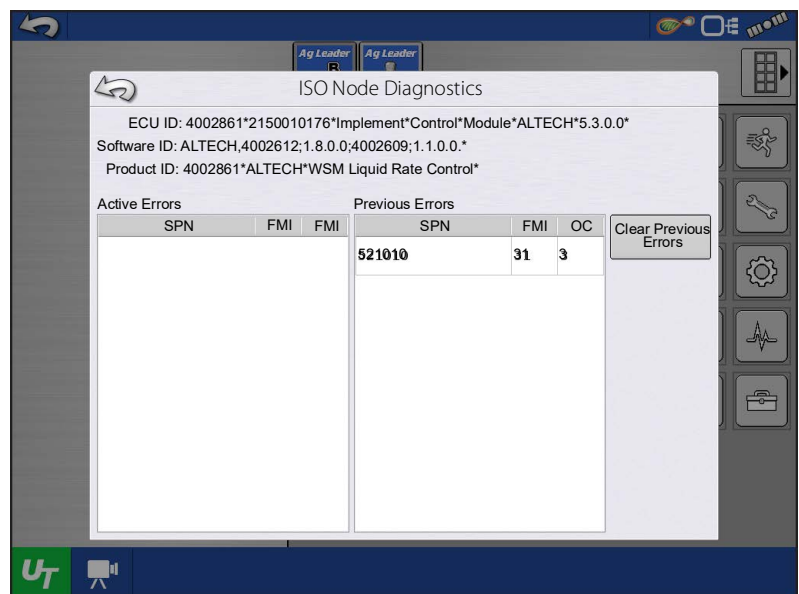 Ag Leader Ag Leader
B
ISO Node Diagnostics
ECU ID: 4002861*2150010176*Implement*Control*Module*ALTECH*5.3.0.0*
Software ID: ALTECH,4002612;1.8.0.0;4002609;1.1.0.0.*
Product ID: 4002861*ALTECH*WSM Liquid Rate Control*
Active Errors Previous Errors
SPN FMI FMI SPN FMI OC
Clear Previous
Errors
521010 31 3
UT